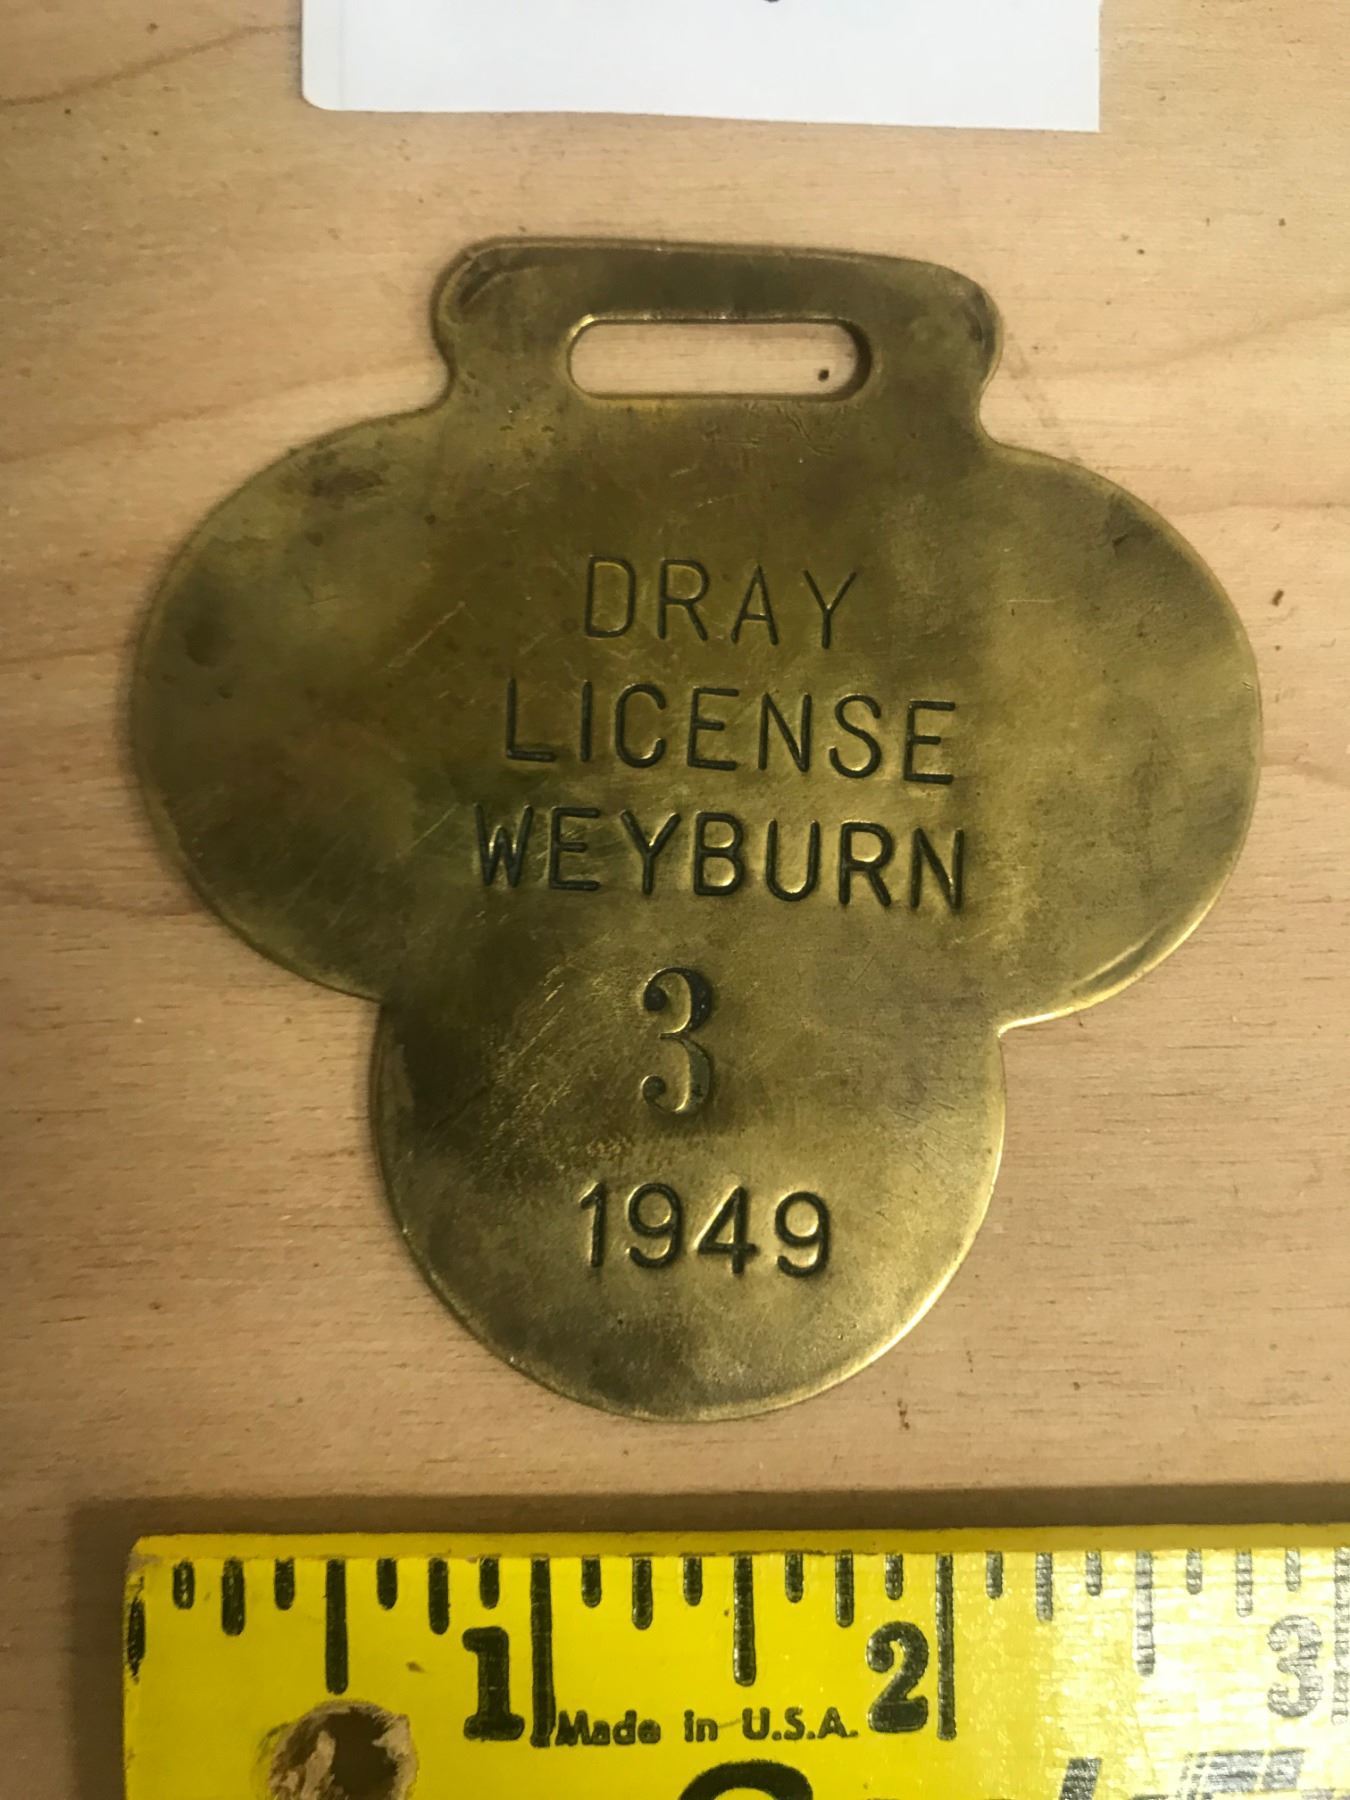 DRAY
LICENSE
WEYBURN
3
1949
1 2 3
Made in U.S.A.